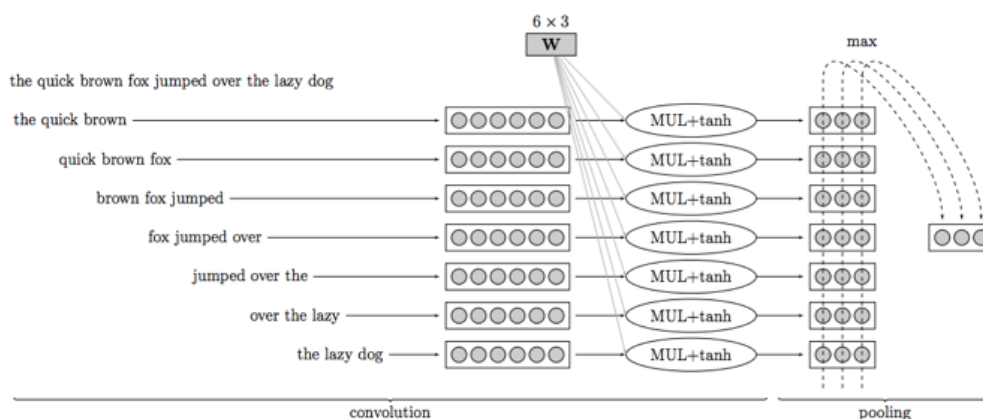 6 × 3
W
max
the quick brown fox jumped over the lazy dog
the quick brown
MUL+tanh
quick brown fox
MUL+tanh
brown fox jumped
MUL+tanh
fox jumped over
MUL+tanh
jumped over the
MUL+tanh
over the lazy
MUL+tanh
the lazy dog
MUL+tanh
convolution
pooling